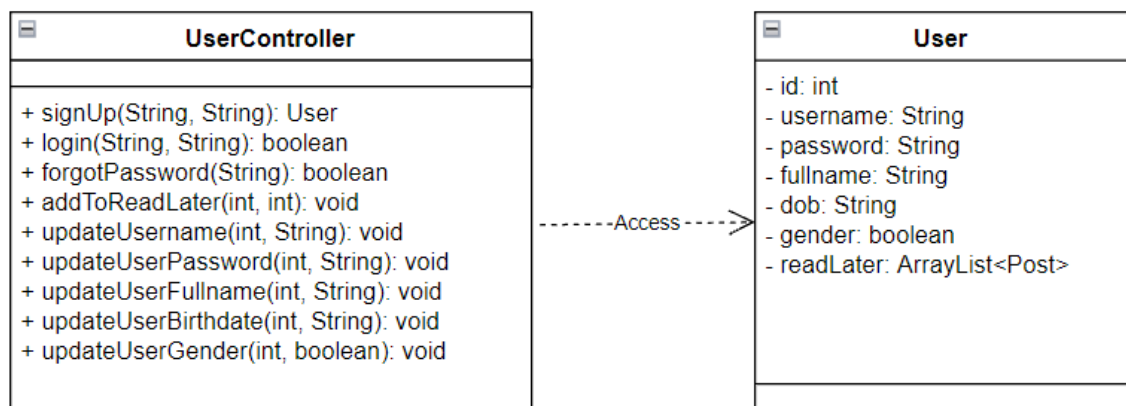 UserController
+ signUp(String, String): User
+ login(String, String): boolean
+ forgotPassword(String): boolean
+ addToReadLater(int, int): void
+ updateUsername(int, String): void
+ updateUserPassword(int, String): void
+ updateUserFullname(int, String): void
+ updateUserBirthdate(int, String): void
+ updateUserGender(int, boolean): void
Access
User
- id: int
- username: String
- password: String
- fullname: String
- dob: String
- gender: boolean
- readLater: ArrayList<Post>